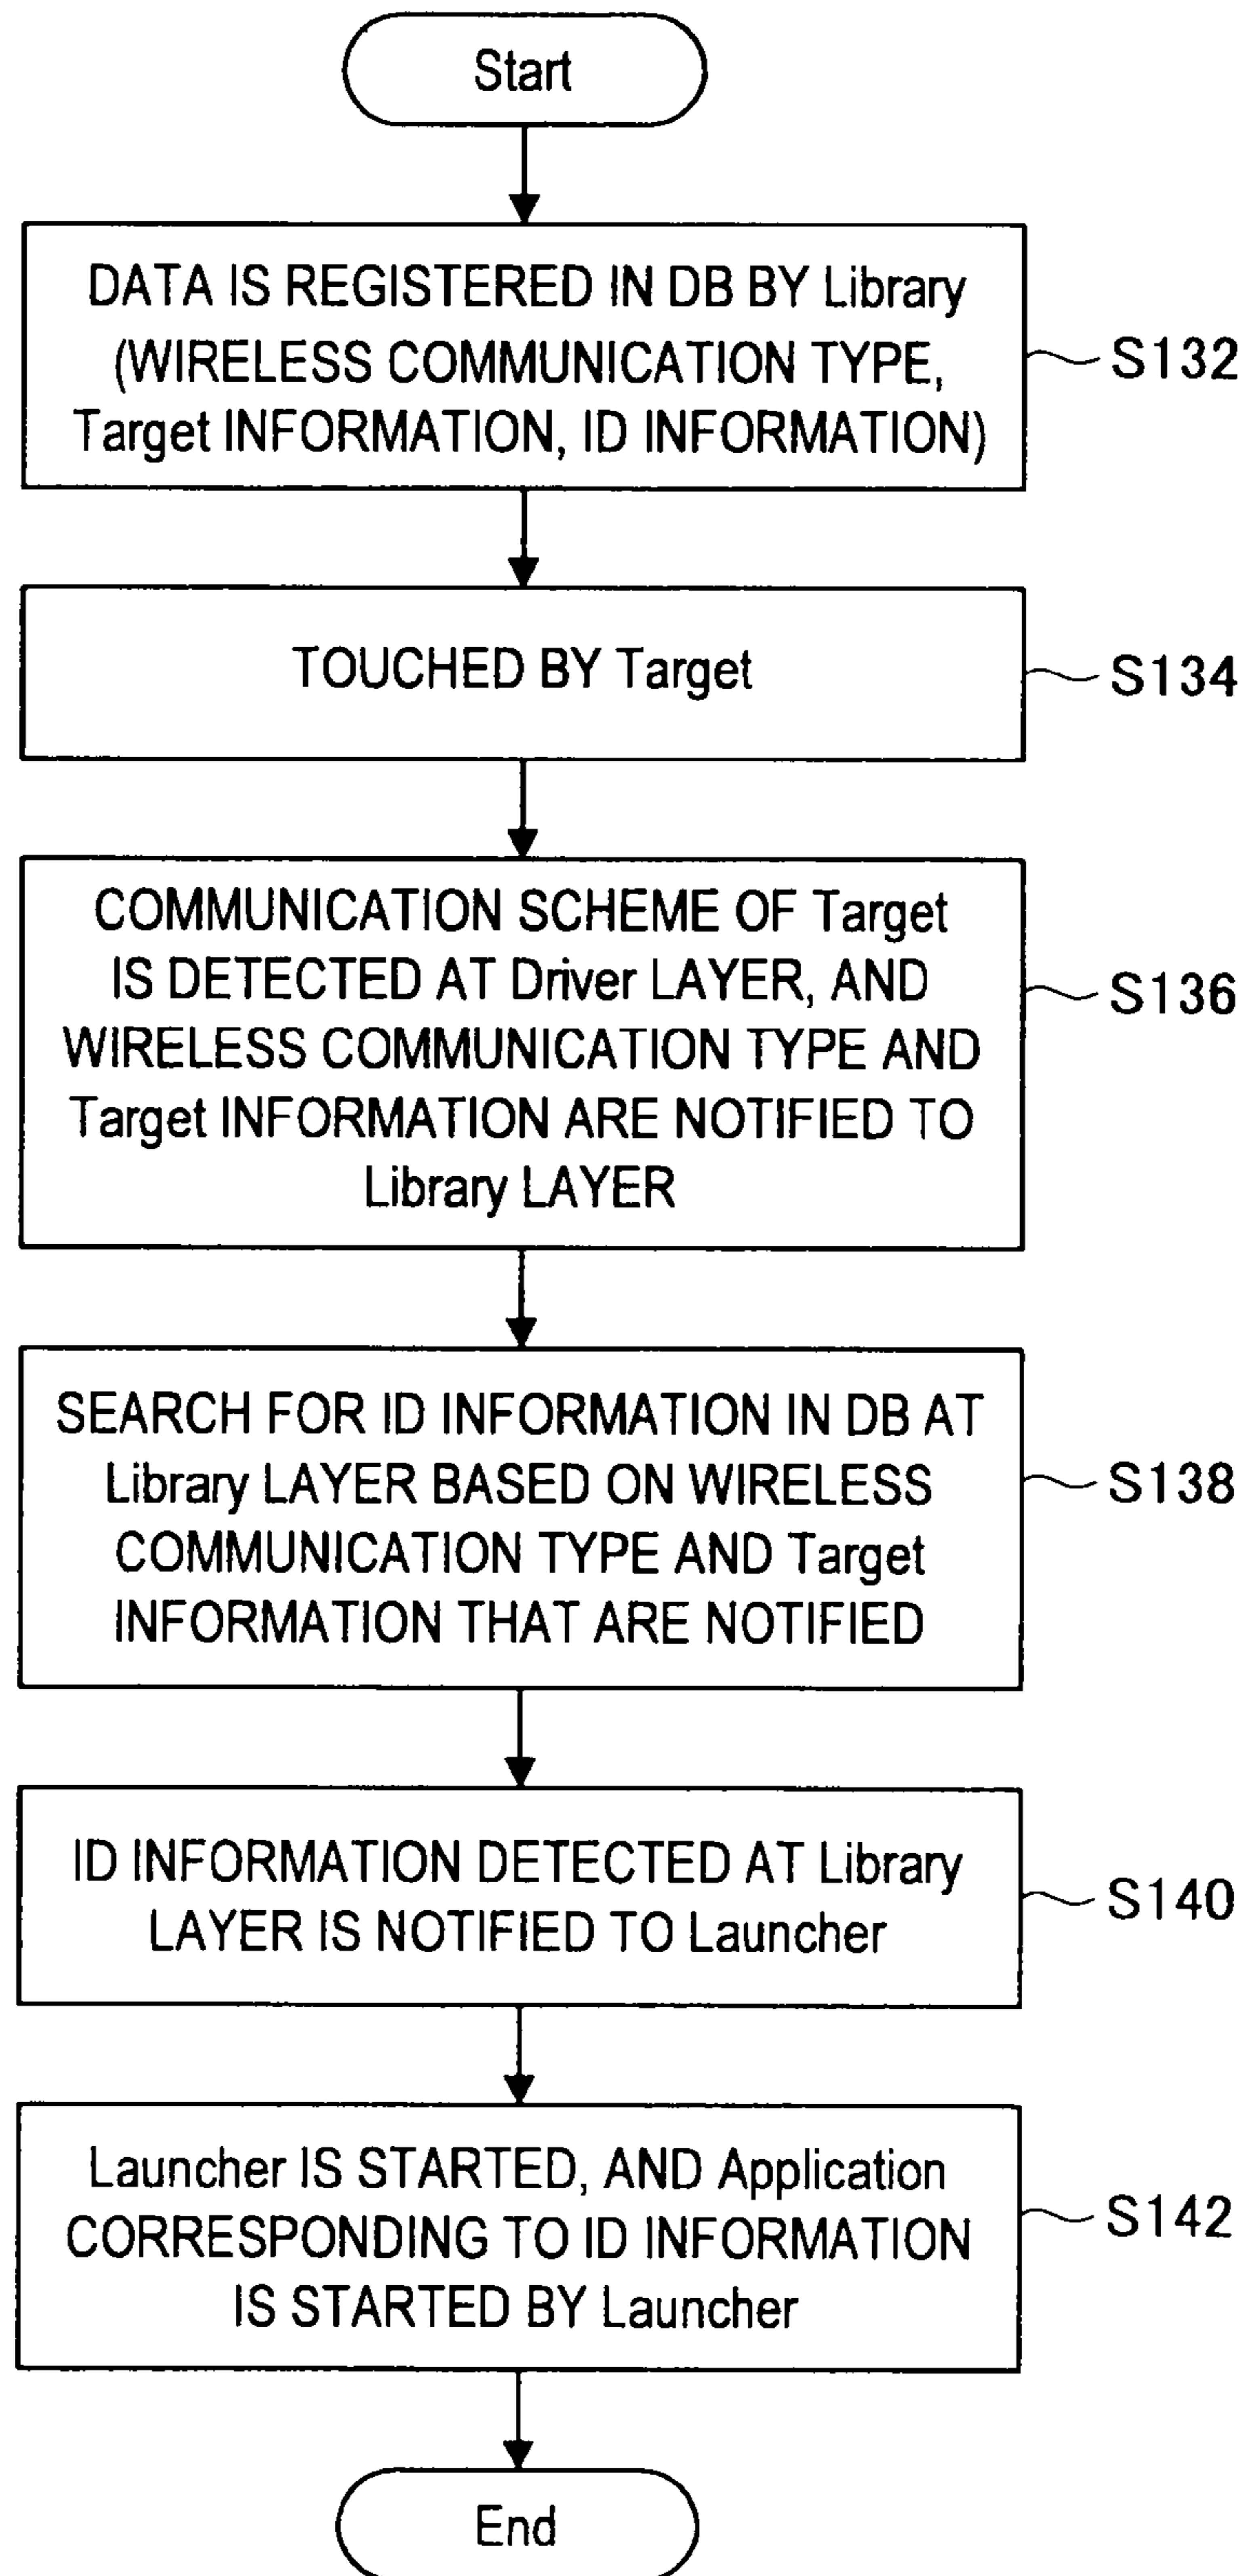 Start
DATA IS REGISTERED IN DB BY Library
(WIRELESS COMMUNICATION TYPE,
Target INFORMATION, ID INFORMATION)
S132
TOUCHED BY Target
S134
COMMUNICATION SCHEME OF Target
IS DETECTED AT Driver LAYER, AND
WIRELESS COMMUNICATION TYPE AND
Target INFORMATION ARE NOTIFIED TO
Library LAYER
S136
SEARCH FOR ID INFORMATION IN DB AT
Library LAYER BASED ON WIRELESS
COMMUNICATION TYPE AND Target
INFORMATION THAT ARE NOTIFIED
S138
ID INFORMATION DETECTED AT Library
LAYER IS NOTIFIED TO Launcher
S140
Launcher IS STARTED, AND Application
CORRESPONDING TO ID INFORMATION
IS STARTED BY Launcher
S142
End